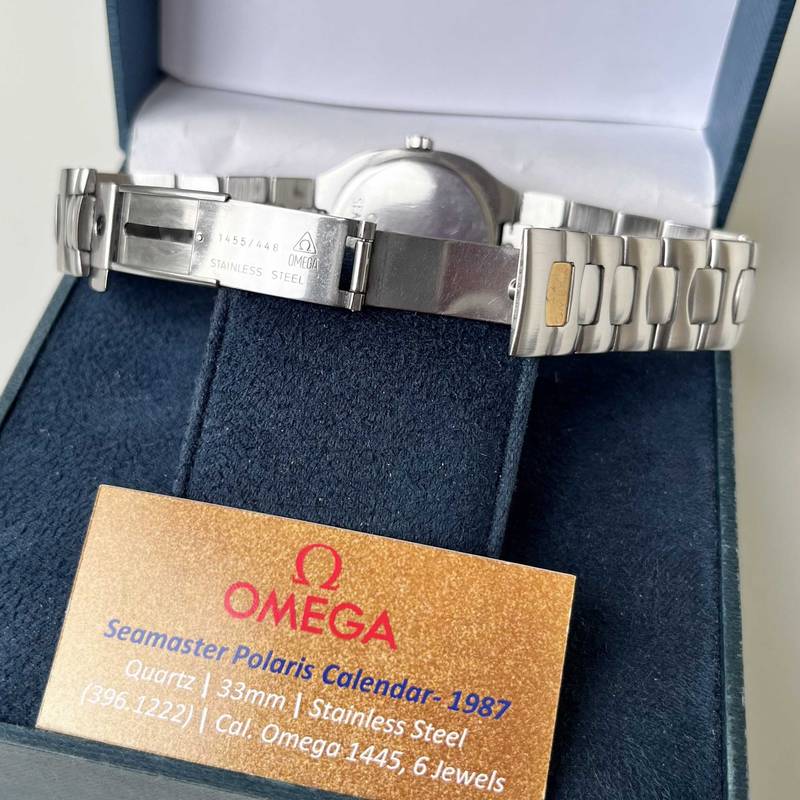 1455/448
OMEGA
STAINLESS STEEL
Ω
OMEGA
Seamaster Polaris Calendar- 1987
Quartz | 33mm | Stainless Steel
(396.1222) | Cal. Omega 1445, 6 Jewels